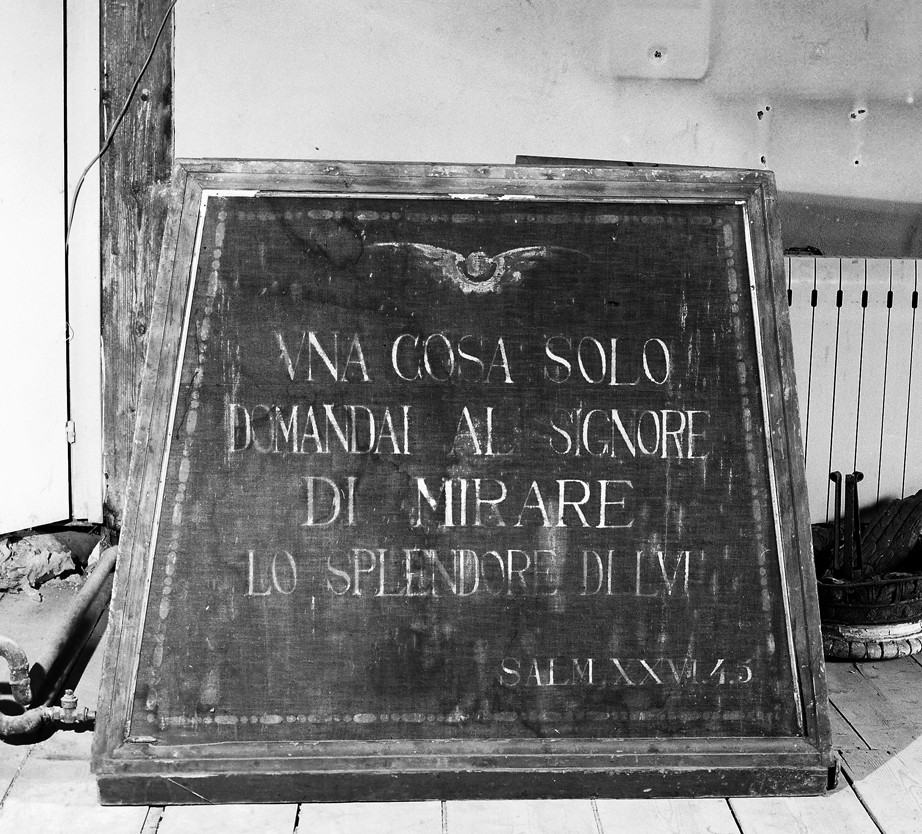 VNA COSA SOLO
DOMANDAI AL SIGNORE
DI MIRARE
LO SPLENDORE DI LVI
SALM. XXVI. 4. 5